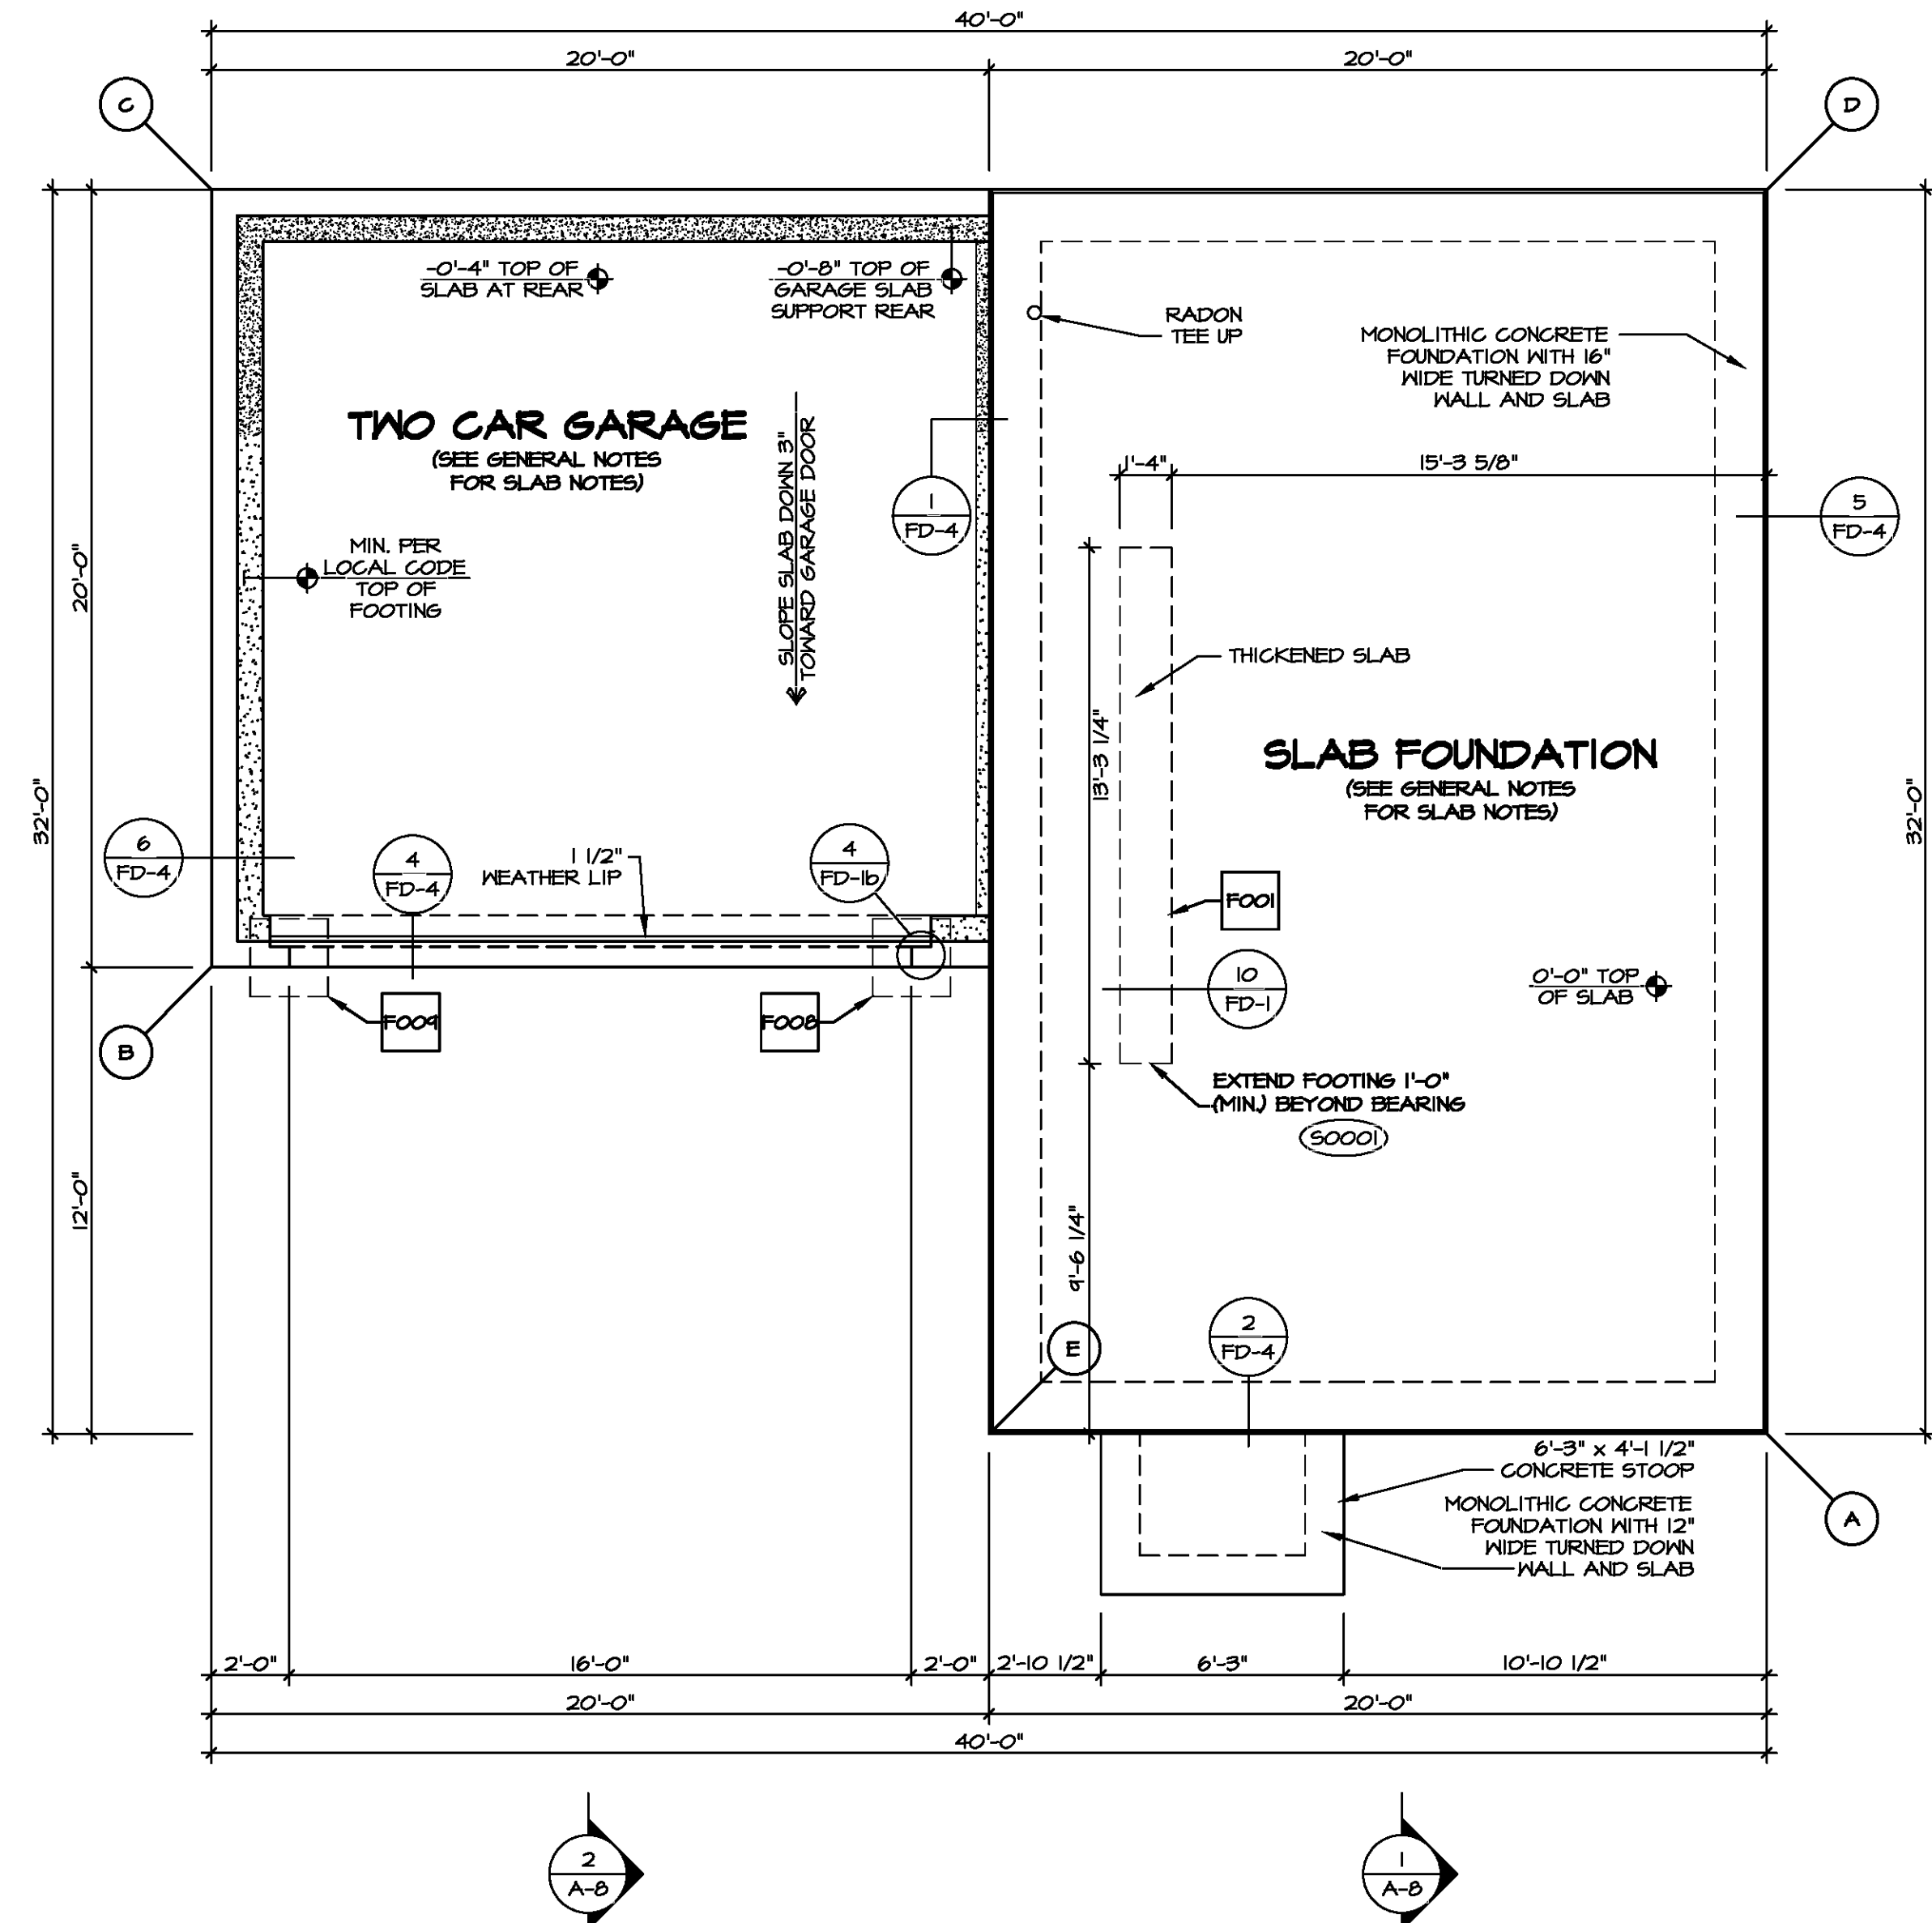 40'-0"
20'-0"
20'-0"
C
D
-0'-4" TOP OF
SLAB AT REAR
-0'-8" TOP OF
GARAGE SLAB
SUPPORT REAR
RADON
TEE UP
MONOLITHIC CONCRETE
FOUNDATION WITH 16"
WIDE TURNED DOWN
WALL AND SLAB
TWO CAR GARAGE
(SEE GENERAL NOTES
FOR SLAB NOTES)
SLOPE SLAB DOWN 3"
TOWARD GARAGE DOOR
1'-4"
15'-3 5/8"
1
FD-4
5
FD-4
MIN. PER
LOCAL CODE
TOP OF
FOOTING
20'-0"
THICKENED SLAB
13'-3 1/4"
SLAB FOUNDATION
(SEE GENERAL NOTES
FOR SLAB NOTES)
32'-0"
32'-0"
6
FD-4
4
FD-4
1 1/2"
WEATHER LIP
4
FD-1b
F001
10
FD-1
0'-0" TOP
OF SLAB
F009
F008
B
EXTEND FOOTING 1'-0"
(MIN.) BEYOND BEARING
S0001
12'-0"
9'-6 1/4"
E
2
FD-4
6'-3" x 4'-1 1/2"
CONCRETE STOOP
MONOLITHIC CONCRETE
FOUNDATION WITH 12"
WIDE TURNED DOWN
WALL AND SLAB
A
2'-0"
16'-0"
2'-0"
2'-10 1/2"
6'-3"
10'-10 1/2"
20'-0"
20'-0"
40'-0"
2
A-8
1
A-8